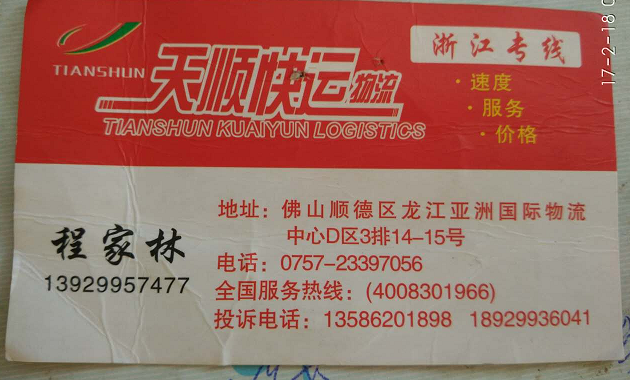 浙江专线
TIANSHUN
天顺快运物流
TIANSHUN KUAIYUN LOGISTICS
·速度
·服务
·价格
程家林
13929957477
地址：佛山顺德区龙江亚洲国际物流
中心D区3排14-15号
电话：0757-23397056
全国服务热线：(4008301966)
投诉电话：13586201898 18929936041
17-2-18